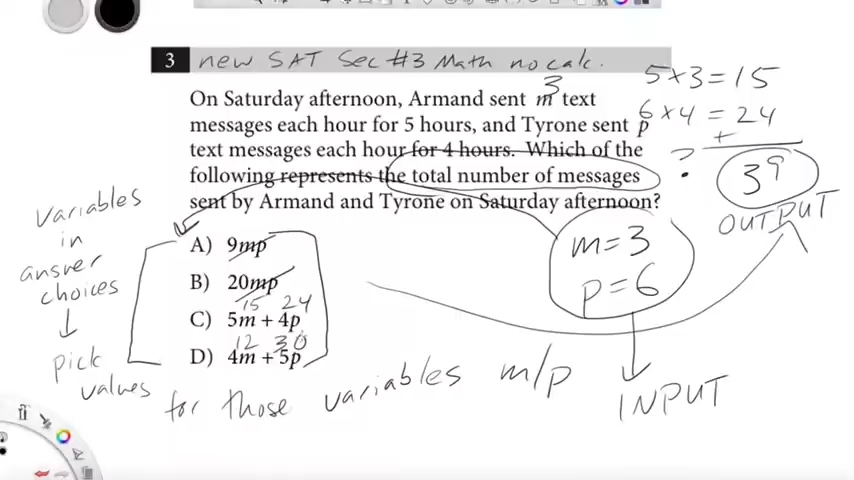 3 new SAT Sec #3 Math no calc.
On Saturday afternoon, Armand sent m text
3
messages each hour for 5 hours, and Tyrone sent p
text messages each hour for 4 hours. Which of the
following represents the total number of messages
sent by Armand and Tyrone on Saturday afternoon?
A) 9mp
B) 20mp
15 24
C) 5m + 4p
12 30
D) 4m + 5p
5×3=15
6×4=24
+
?
39
OUTPUT
m=3
p=6
INPUT
variables
in
answer
choices
pick
values for those variables m/p